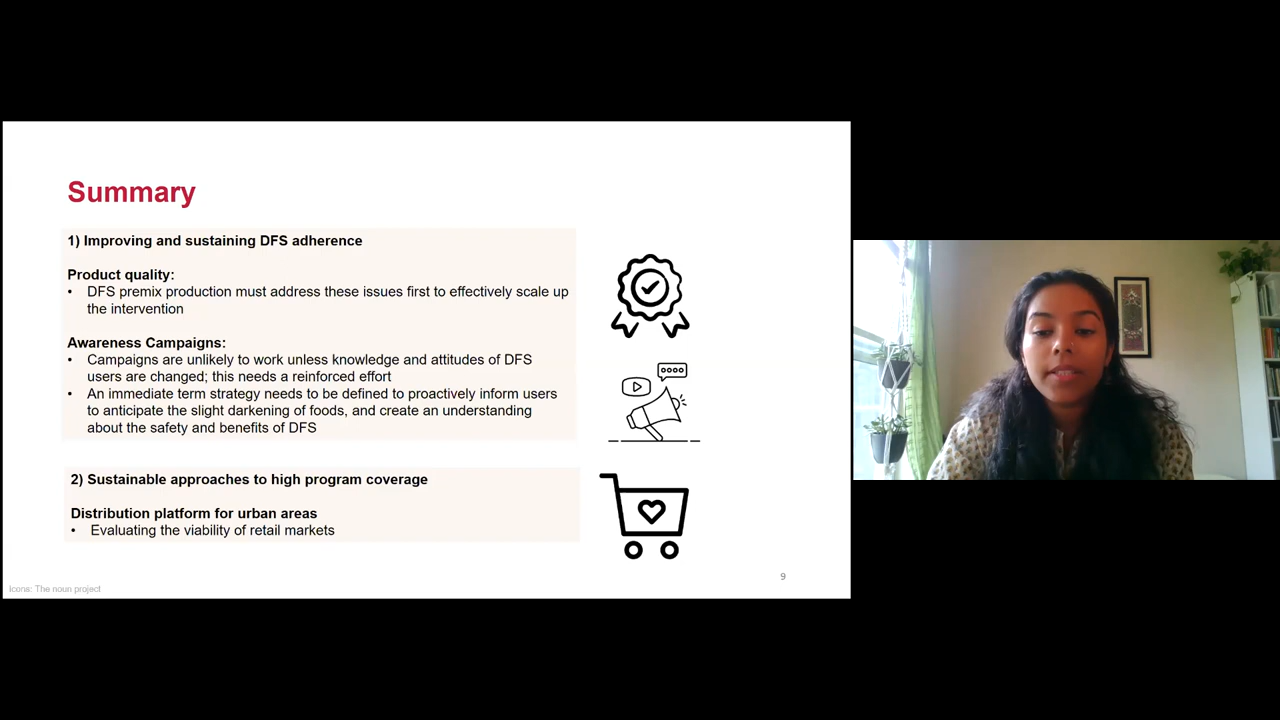 Summary
1) Improving and sustaining DFS adherence
Product quality:
• DFS premix production must address these issues first to effectively scale up
the intervention
Awareness Campaigns:
• Campaigns are unlikely to work unless knowledge and attitudes of DFS
users are changed; this needs a reinforced effort
• An immediate term strategy needs to be defined to proactively inform users
to anticipate the slight darkening of foods, and create an understanding
about the safety and benefits of DFS
2) Sustainable approaches to high program coverage
Distribution platform for urban areas
• Evaluating the viability of retail markets
9
Icons: The noun project